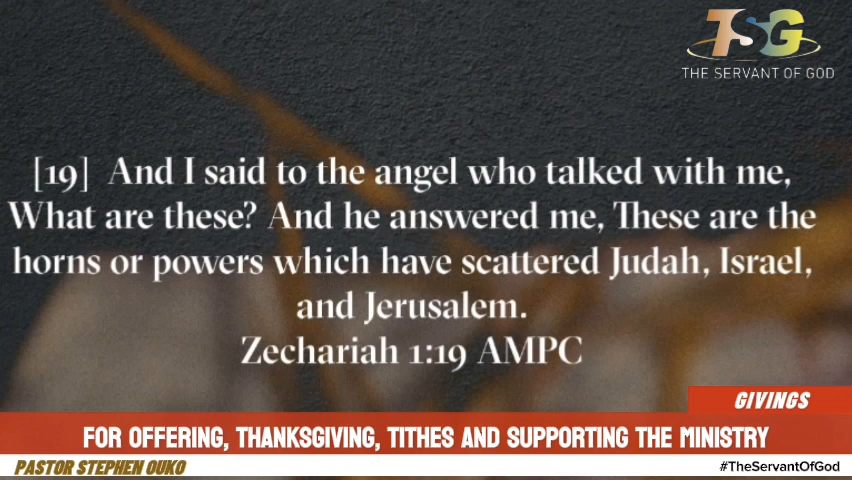 TSG
THE SERVANT OF GOD
[19] And I said to the angel who talked with me,
What are these? And he answered me, These are the
horns or powers which have scattered Judah, Israel,
and Jerusalem.
Zechariah 1:19 AMPC
GIVINGS
FOR OFFERING, THANKSGIVING, TITHES AND SUPPORTING THE MINISTRY
PASTOR STEPHEN OUKO
#TheServantOfGod